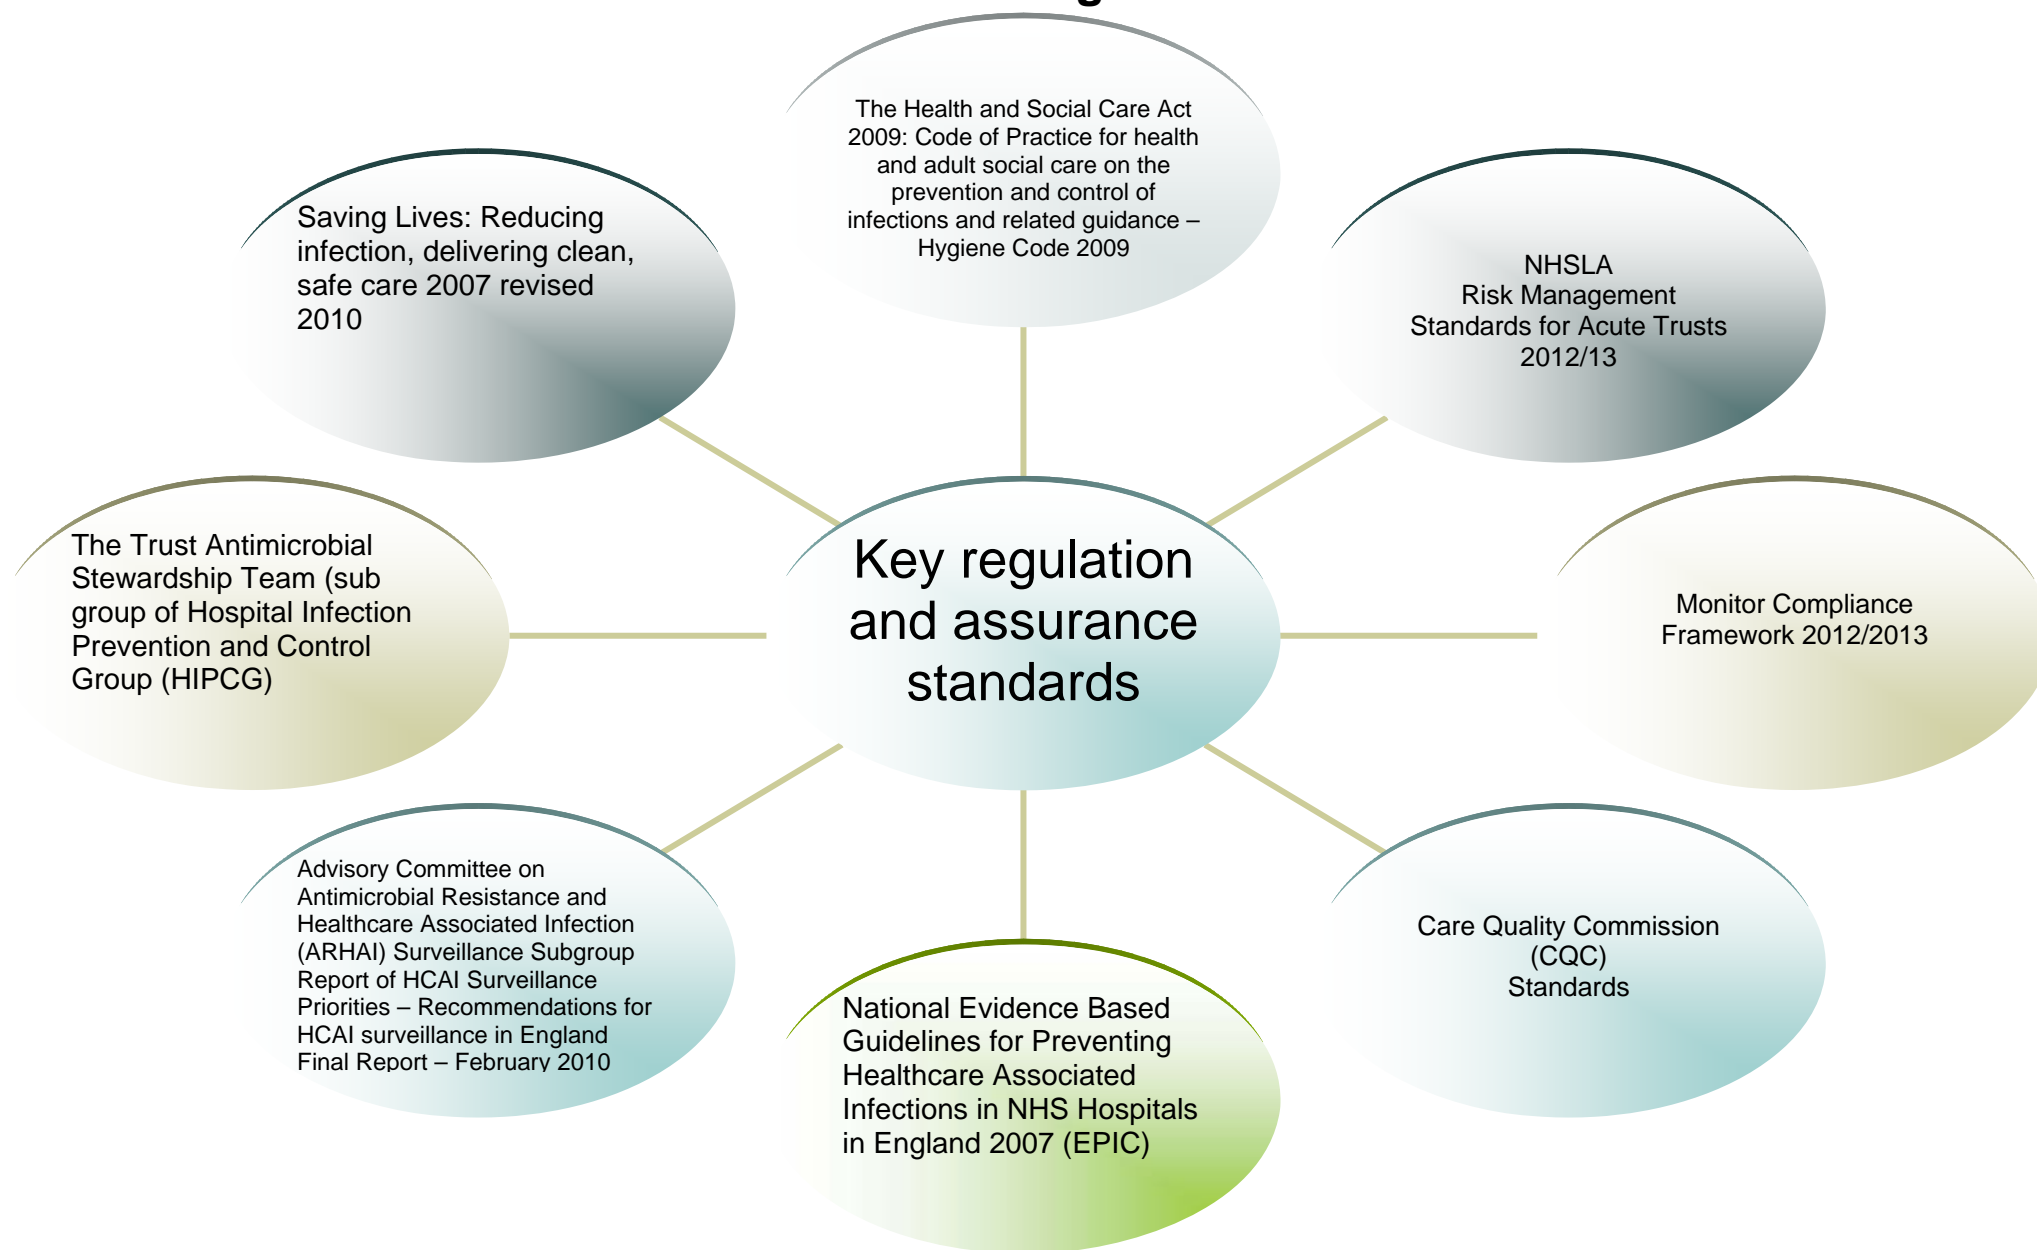 The Health and Social Care Act
2009: Code of Practice for health
and adult social care on the
prevention and control of
infections and related guidance –
Hygiene Code 2009
Saving Lives: Reducing
infection, delivering clean,
safe care 2007 revised
2010
NHSLA
Risk Management
Standards for Acute Trusts
2012/13
The Trust Antimicrobial
Stewardship Team (sub
group of Hospital Infection
Prevention and Control
Group (HIPCG)
Key regulation
and assurance
standards
Monitor Compliance
Framework 2012/2013
Advisory Committee on
Antimicrobial Resistance and
Healthcare Associated Infection
(ARHAI) Surveillance Subgroup
Report of HCAI Surveillance
Priorities – Recommendations for
HCAI surveillance in England
Final Report – February 2010
National Evidence Based
Guidelines for Preventing
Healthcare Associated
Infections in NHS Hospitals
in England 2007 (EPIC)
Care Quality Commission
(CQC)
Standards